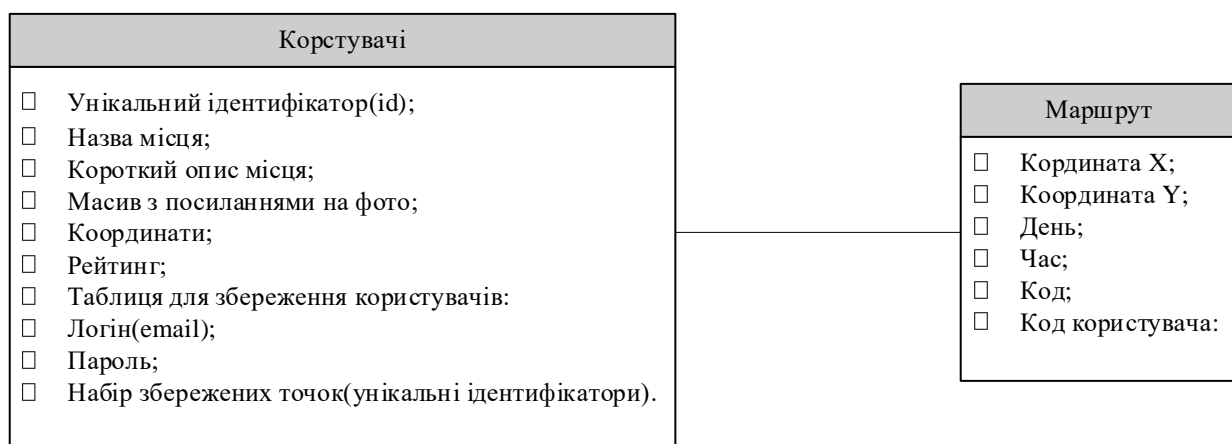 Корстувачі
Унікальний ідентифікатор(id);
Назва місця;
Короткий опис місця;
Масив з посиланнями на фото;
Координати;
Рейтинг;
Таблиця для збереження користувачів:
Логін(email);
Пароль;
Набір збережених точок(унікальні ідентифікатори).
Маршрут
Кордината X;
Координата Y;
День;
Час;
Код;
Код користувача: